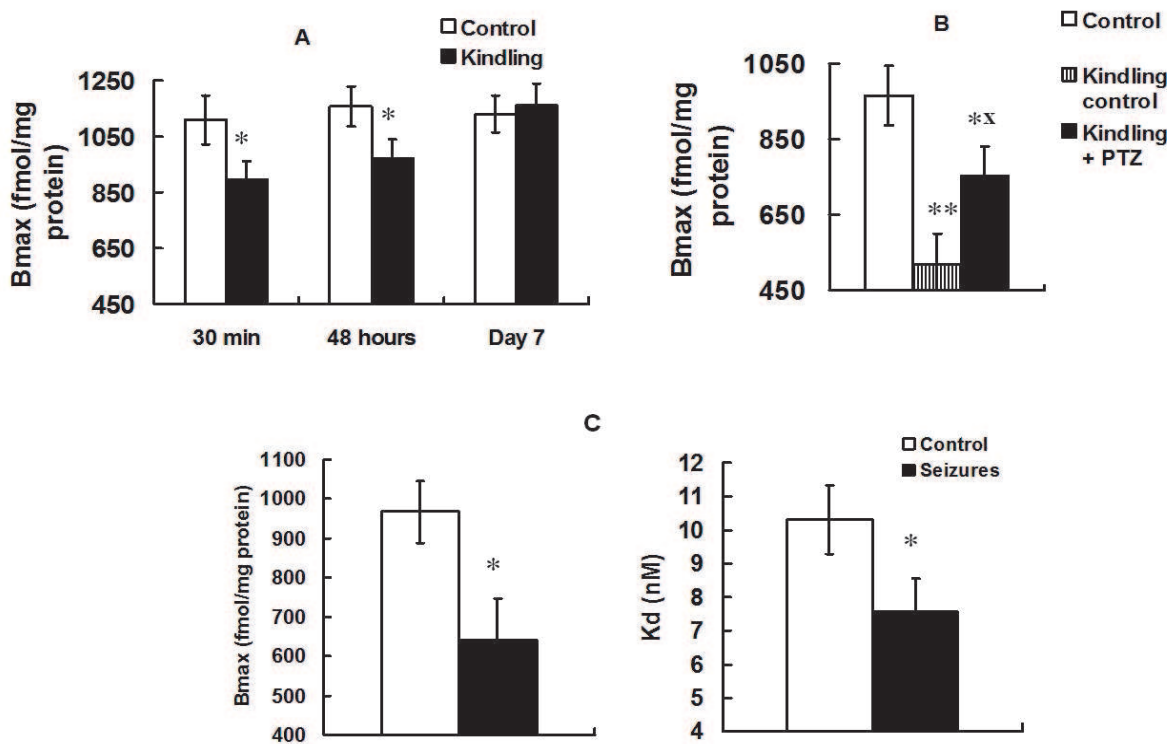 A
Control
Kindling
Bmax (fmol/mg
protein)
1250
1050
850
650
450
*
*
30 min
48 hours
Day 7
B
Control
Kindling
control
Kindling
+ PTZ
Bmax (fmol/mg
protein)
1050
850
650
450
**
*x
C
Bmax (fmol/mg protein)
1100
1000
900
800
700
600
500
400
*
Control
Seizures
Kd (nM)
12
11
10
9
8
7
6
5
4
*